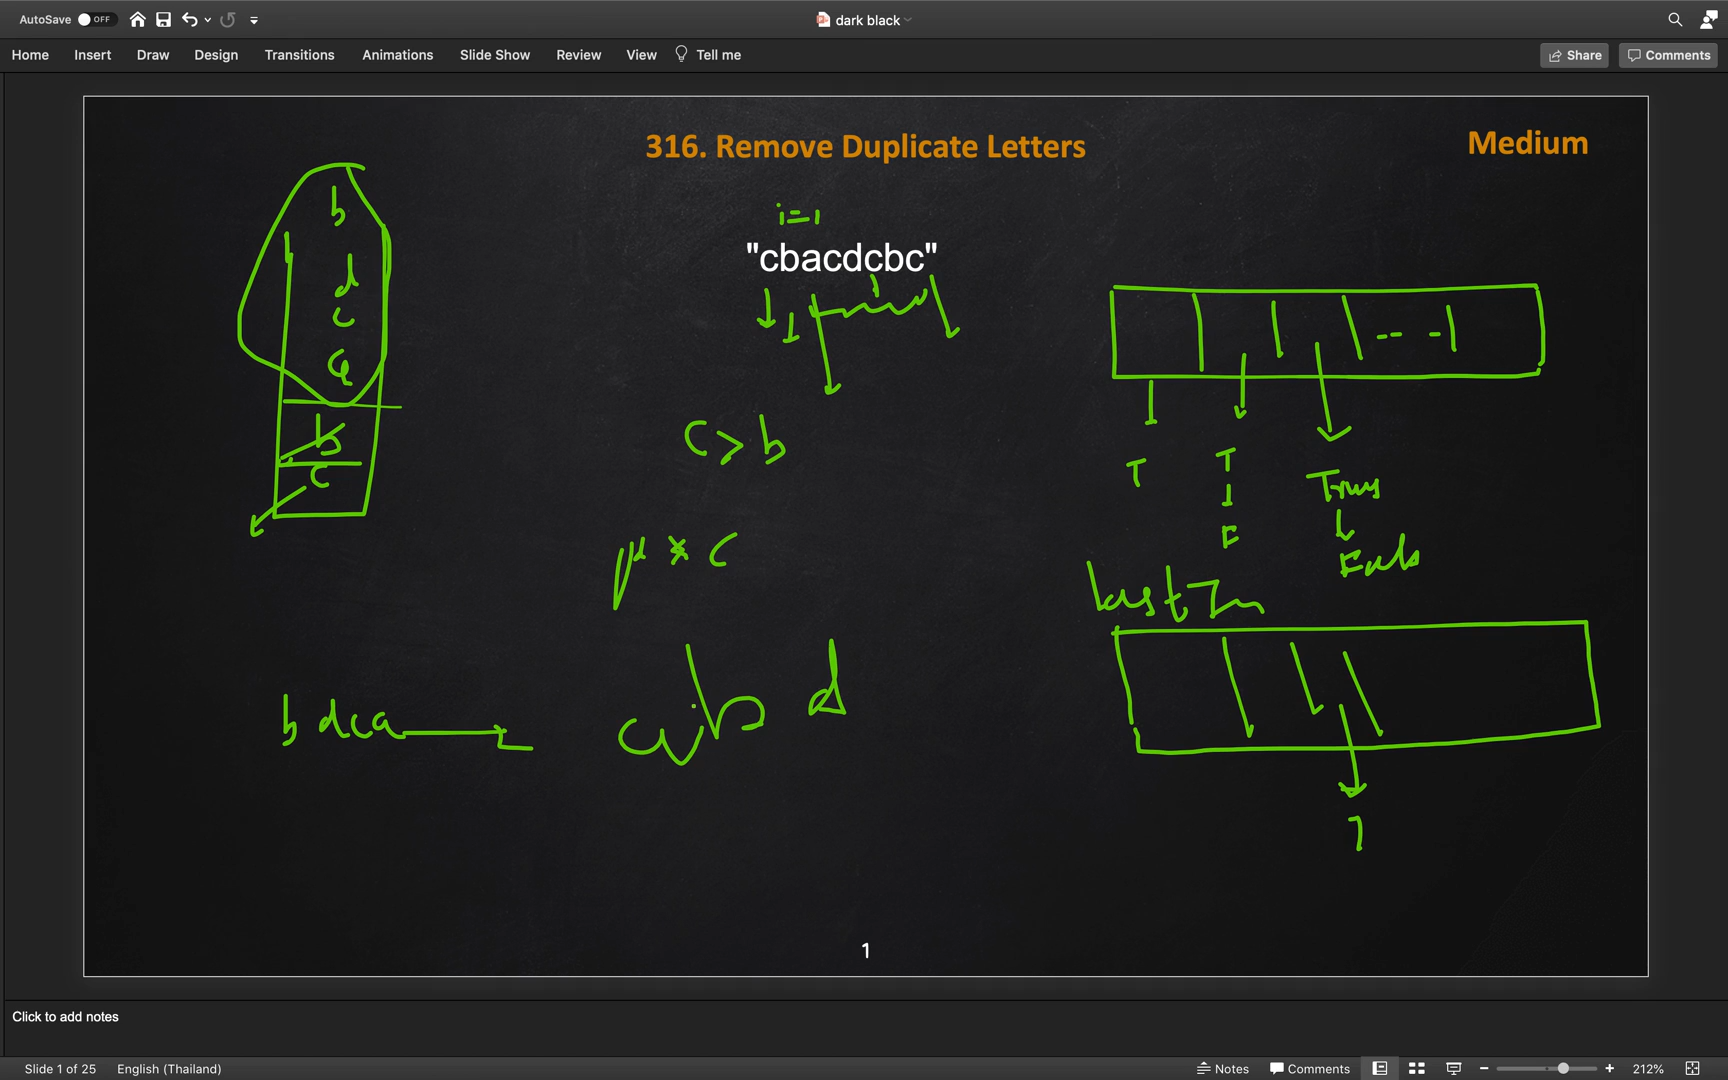 AutoSave OFF
dark black
Home Insert Draw Design Transitions Animations Slide Show Review View Tell me
Share Comments
316. Remove Duplicate Letters
Medium
i=1
"cbacdcbc"
b
d
c
a
b
c
C > b
T
T
F
True
b d c a
d
last
1
Click to add notes
Slide 1 of 25 English (Thailand)
Notes Comments
212%